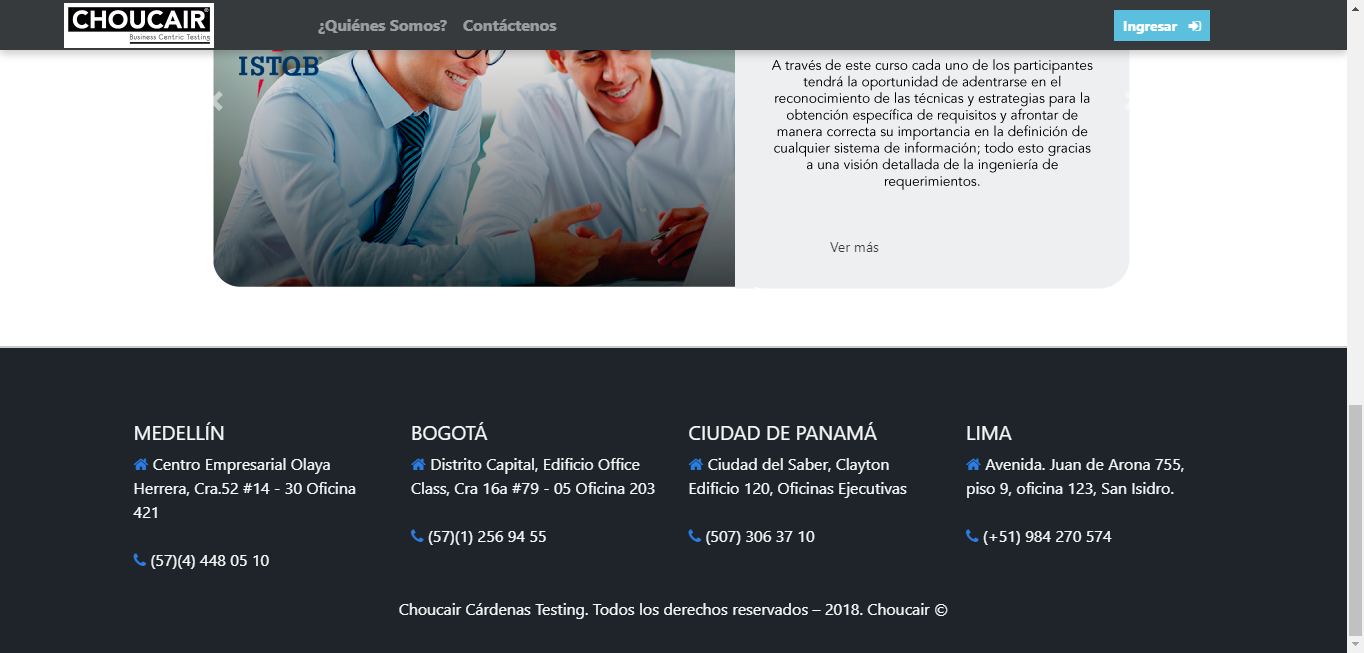 CHOUCAIR
Business Centric Testing
¿Quiénes Somos? Contáctenos
Ingresar
ISTQB
A través de este curso cada uno de los participantes
tendrá la oportunidad de adentrarse en el
reconocimiento de las técnicas y estrategias para la
obtención específica de requisitos y afrontar de
manera correcta su importancia en la definición de
cualquier sistema de información; todo esto gracias
a una visión detallada de la ingeniería de
requerimientos.
Ver más
MEDELLÍN
Centro Empresarial Olaya
Herrera, Cra.52 #14 - 30 Oficina
421
(57)(4) 448 05 10
BOGOTÁ
Distrito Capital, Edificio Office
Class, Cra 16a #79 - 05 Oficina 203
(57)(1) 256 94 55
CIUDAD DE PANAMÁ
Ciudad del Saber, Clayton
Edificio 120, Oficinas Ejecutivas
(507) 306 37 10
LIMA
Avenida. Juan de Arona 755,
piso 9, oficina 123, San Isidro.
(+51) 984 270 574
Choucair Cárdenas Testing. Todos los derechos reservados – 2018. Choucair ©